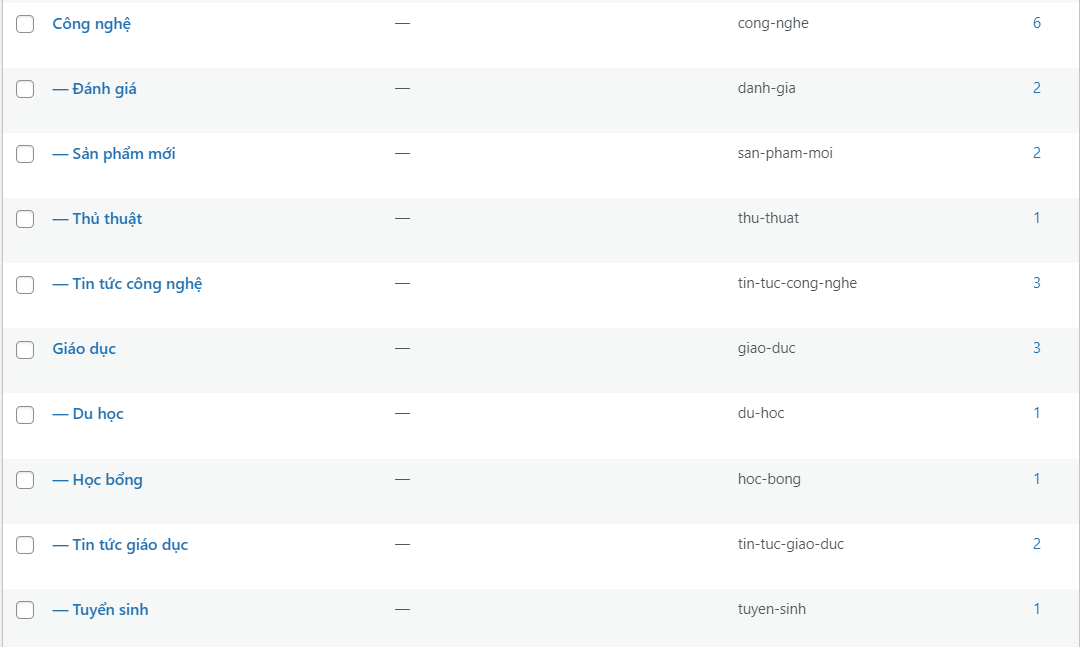 Công nghệ — cong-nghe 6
— Đánh giá — danh-gia 2
— Sản phẩm mới — san-pham-moi 2
— Thủ thuật — thu-thuat 1
— Tin tức công nghệ — tin-tuc-cong-nghe 3
Giáo dục — giao-duc 3
— Du học — du-hoc 1
— Học bổng — hoc-bong 1
— Tin tức giáo dục — tin-tuc-giao-duc 2
— Tuyển sinh — tuyen-sinh 1